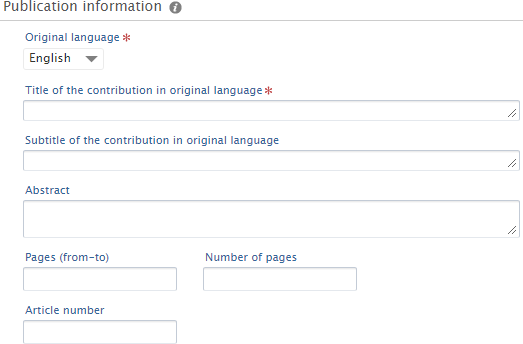 Publication information
Original language *
English
Title of the contribution in original language *
Subtitle of the contribution in original language
Abstract
Pages (from-to) Number of pages
Article number